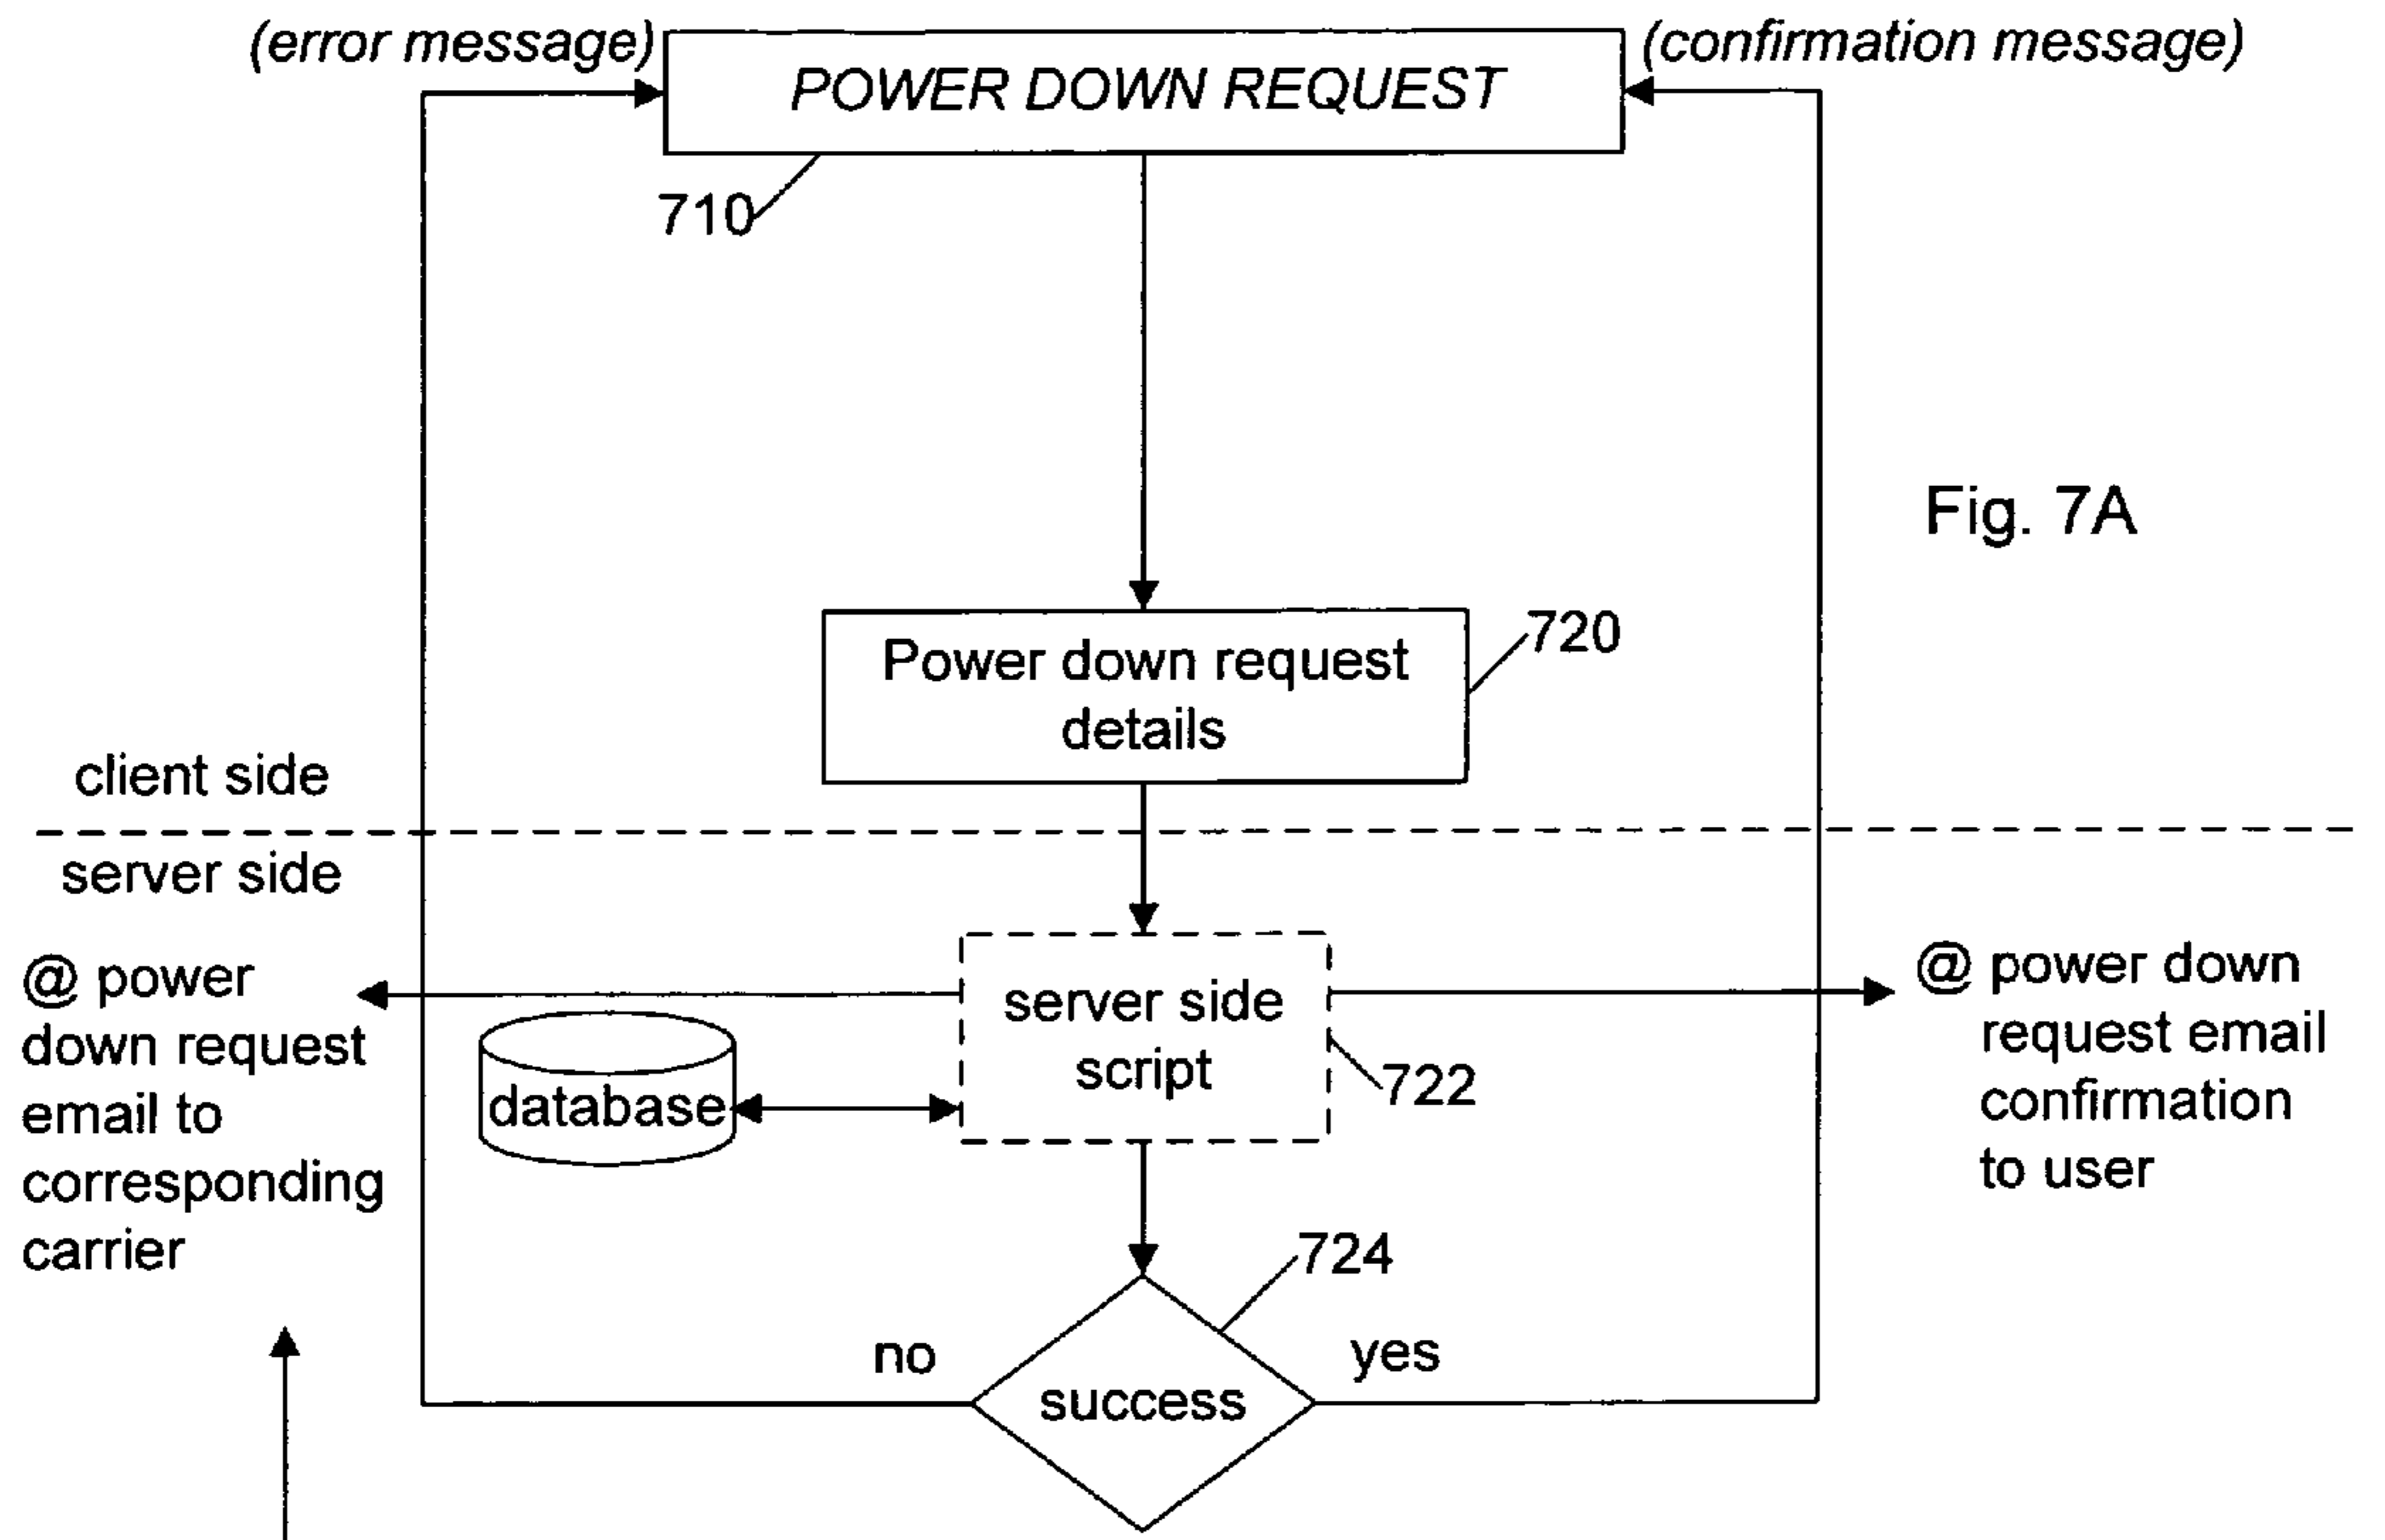 (error message)
POWER DOWN REQUEST
(confirmation message)
710
Fig. 7A
Power down request
details
720
client side
server side
@ power
down request
email to
corresponding
carrier
server side
script
722
database
@ power down
request email
confirmation
to user
724
no
yes
success